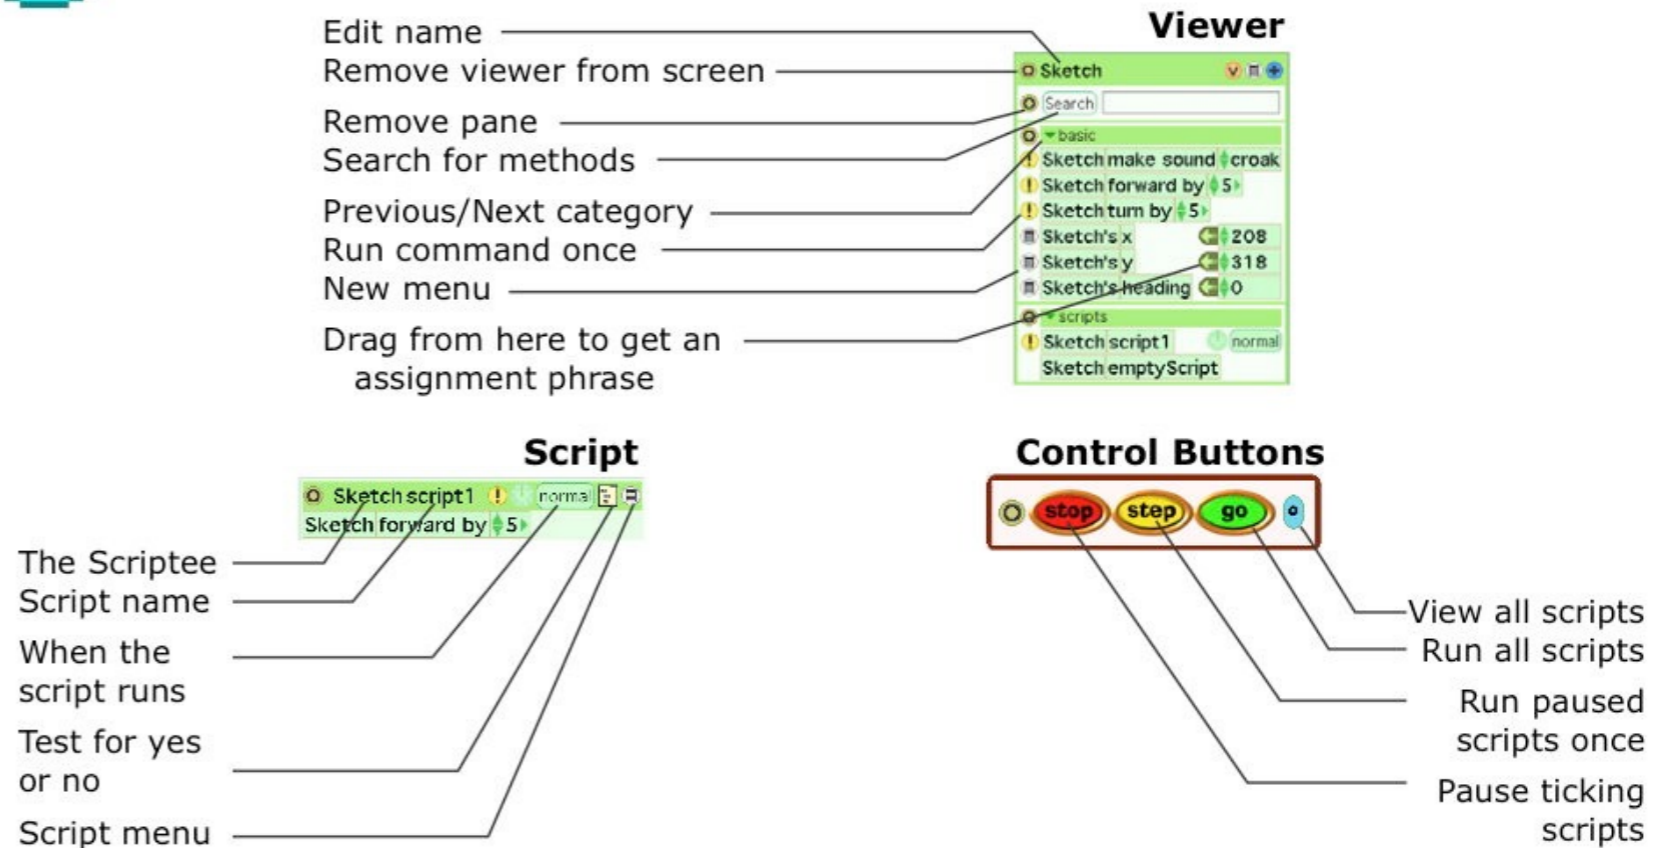 Viewer
Edit name
Remove viewer from screen
Remove pane
Search for methods
Previous/Next category
Run command once
New menu
Drag from here to get an
assignment phrase
Sketch
Search
basic
Sketch make sound croak
Sketch forward by 5
Sketch turn by 5
Sketch's x 208
Sketch's y 318
Sketch's heading 0
scripts
Sketch script1 normal
Sketch emptyScript
Script
Sketch script1 ! normal
Sketch forward by 5
The Scriptee
Script name
When the
script runs
Test for yes
or no
Script menu
Control Buttons
stop step go
View all scripts
Run all scripts
Run paused
scripts once
Pause ticking
scripts